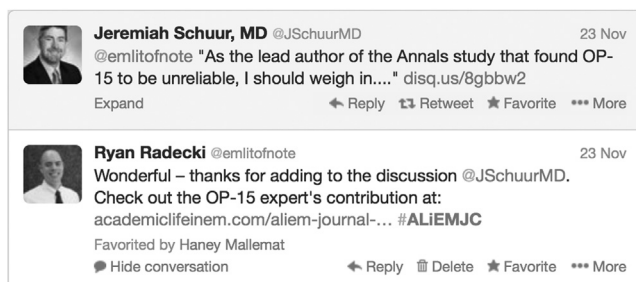 Jeremiah Schuur, MD @JSchuurMD 23 Nov
@emlitofnote "As the lead author of the Annals study that found OP-
15 to be unreliable, I should weigh in...." disq.us/8gbbw2
Expand Reply Retweet Favorite More
Ryan Radecki @emlitofnote 23 Nov
Wonderful – thanks for adding to the discussion @JSchuurMD.
Check out the OP-15 expert's contribution at:
academiclifeinem.com/aliem-journal-... #ALiEMJC
Favorited by Haney Mallemat
Hide conversation Reply Delete Favorite More